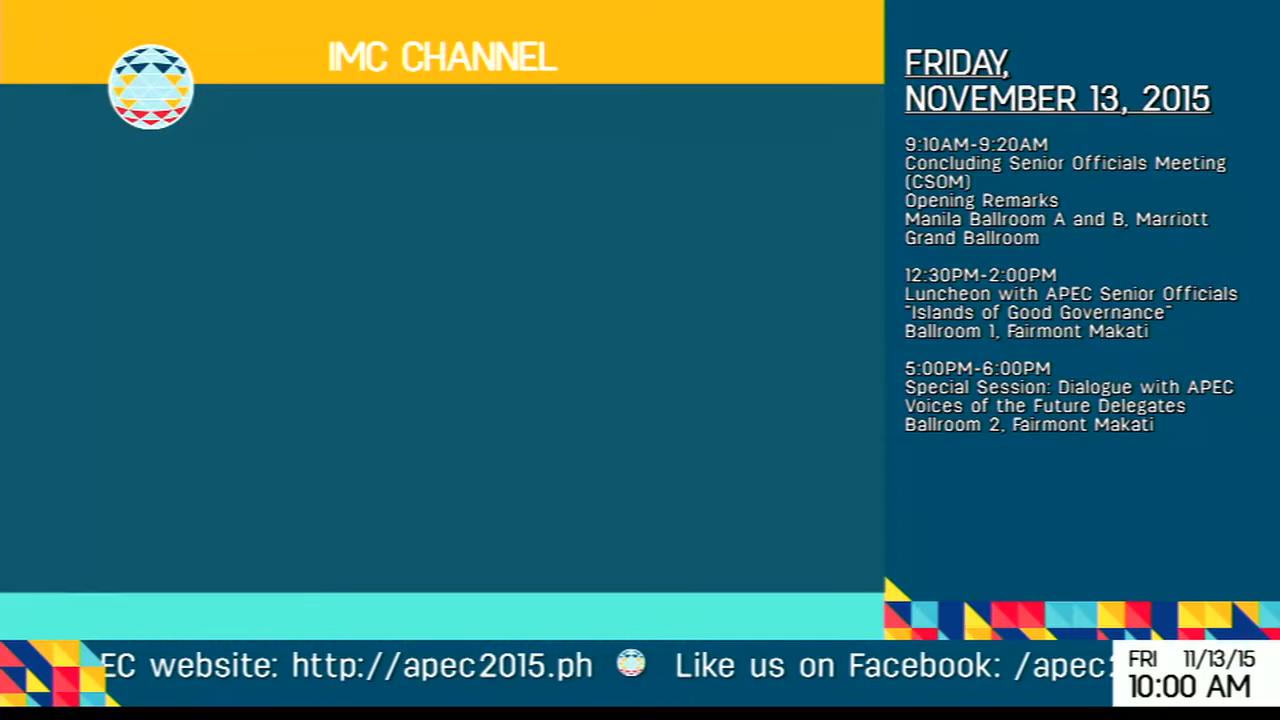 IMC CHANNEL
FRIDAY,
NOVEMBER 13, 2015
9:10AM-9:20AM
Concluding Senior Officials Meeting
(CSOM)
Opening Remarks
Manila Ballroom A and B, Marriott
Grand Ballroom
12:30PM-2:00PM
Luncheon with APEC Senior Officials
"Islands of Good Governance"
Ballroom 1, Fairmont Makati
5:00PM-6:00PM
Special Session: Dialogue with APEC
Voices of the Future Delegates
Ballroom 2, Fairmont Makati
EC website: http://apec2015.ph Like us on Facebook: /apec2
FRI 11/13/15
10:00 AM